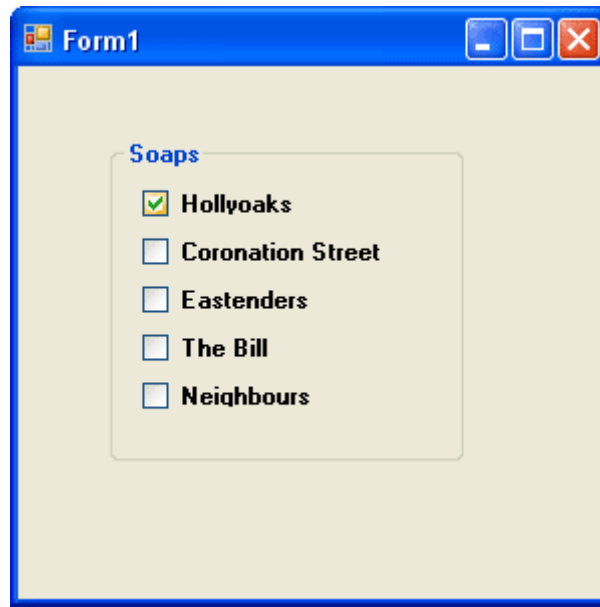 Form1
Soaps
Hollyoaks
Coronation Street
Eastenders
The Bill
Neighbours